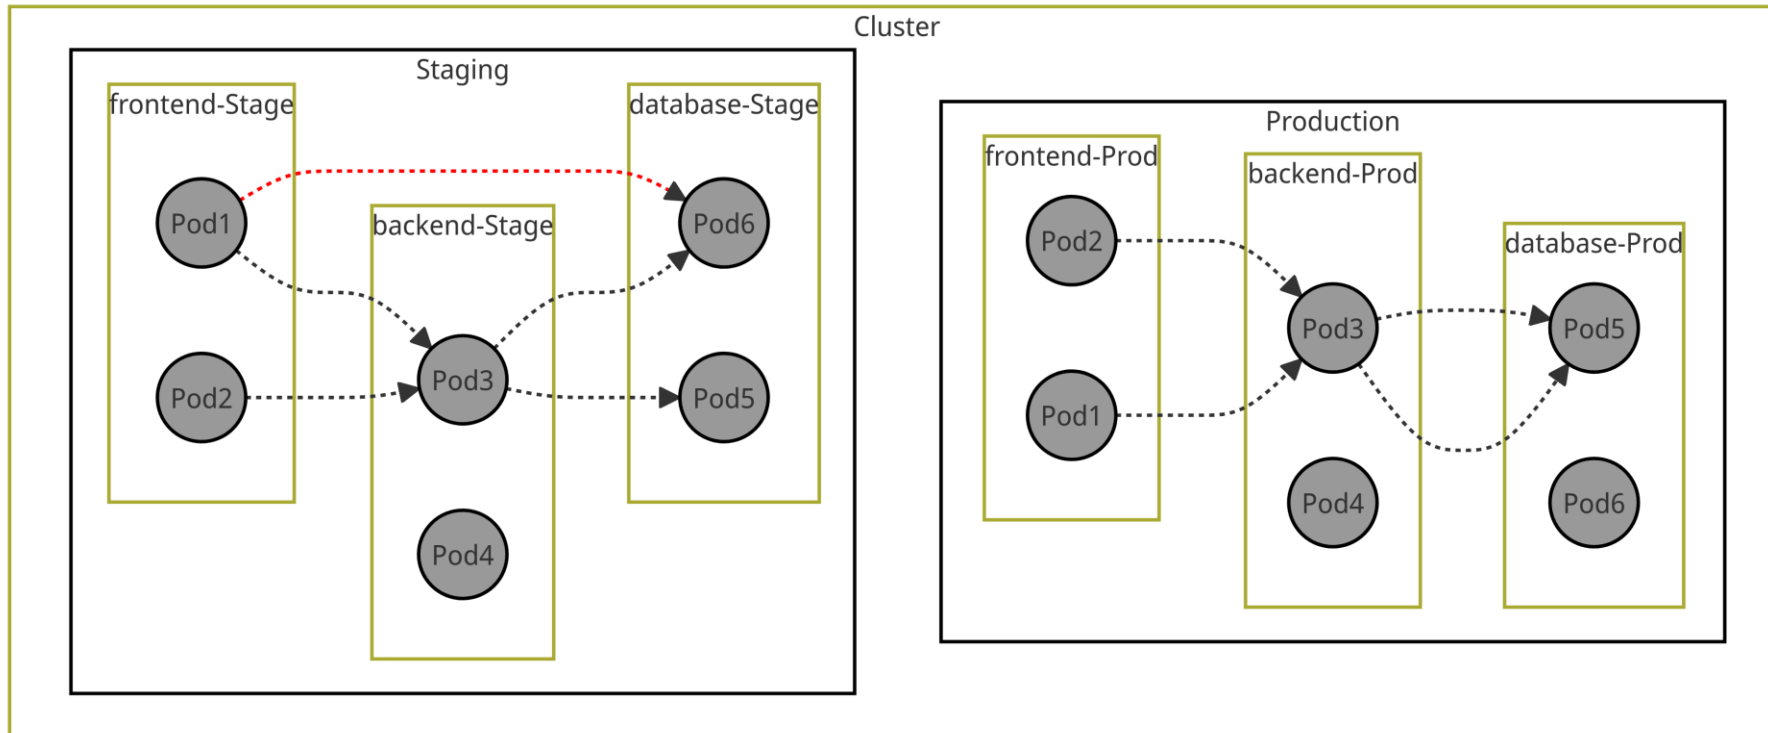 Cluster
Staging
frontend-Stage
Pod1
Pod2
backend-Stage
Pod3
Pod4
database-Stage
Pod6
Pod5
Production
frontend-Prod
Pod2
Pod1
backend-Prod
Pod3
Pod4
database-Prod
Pod5
Pod6